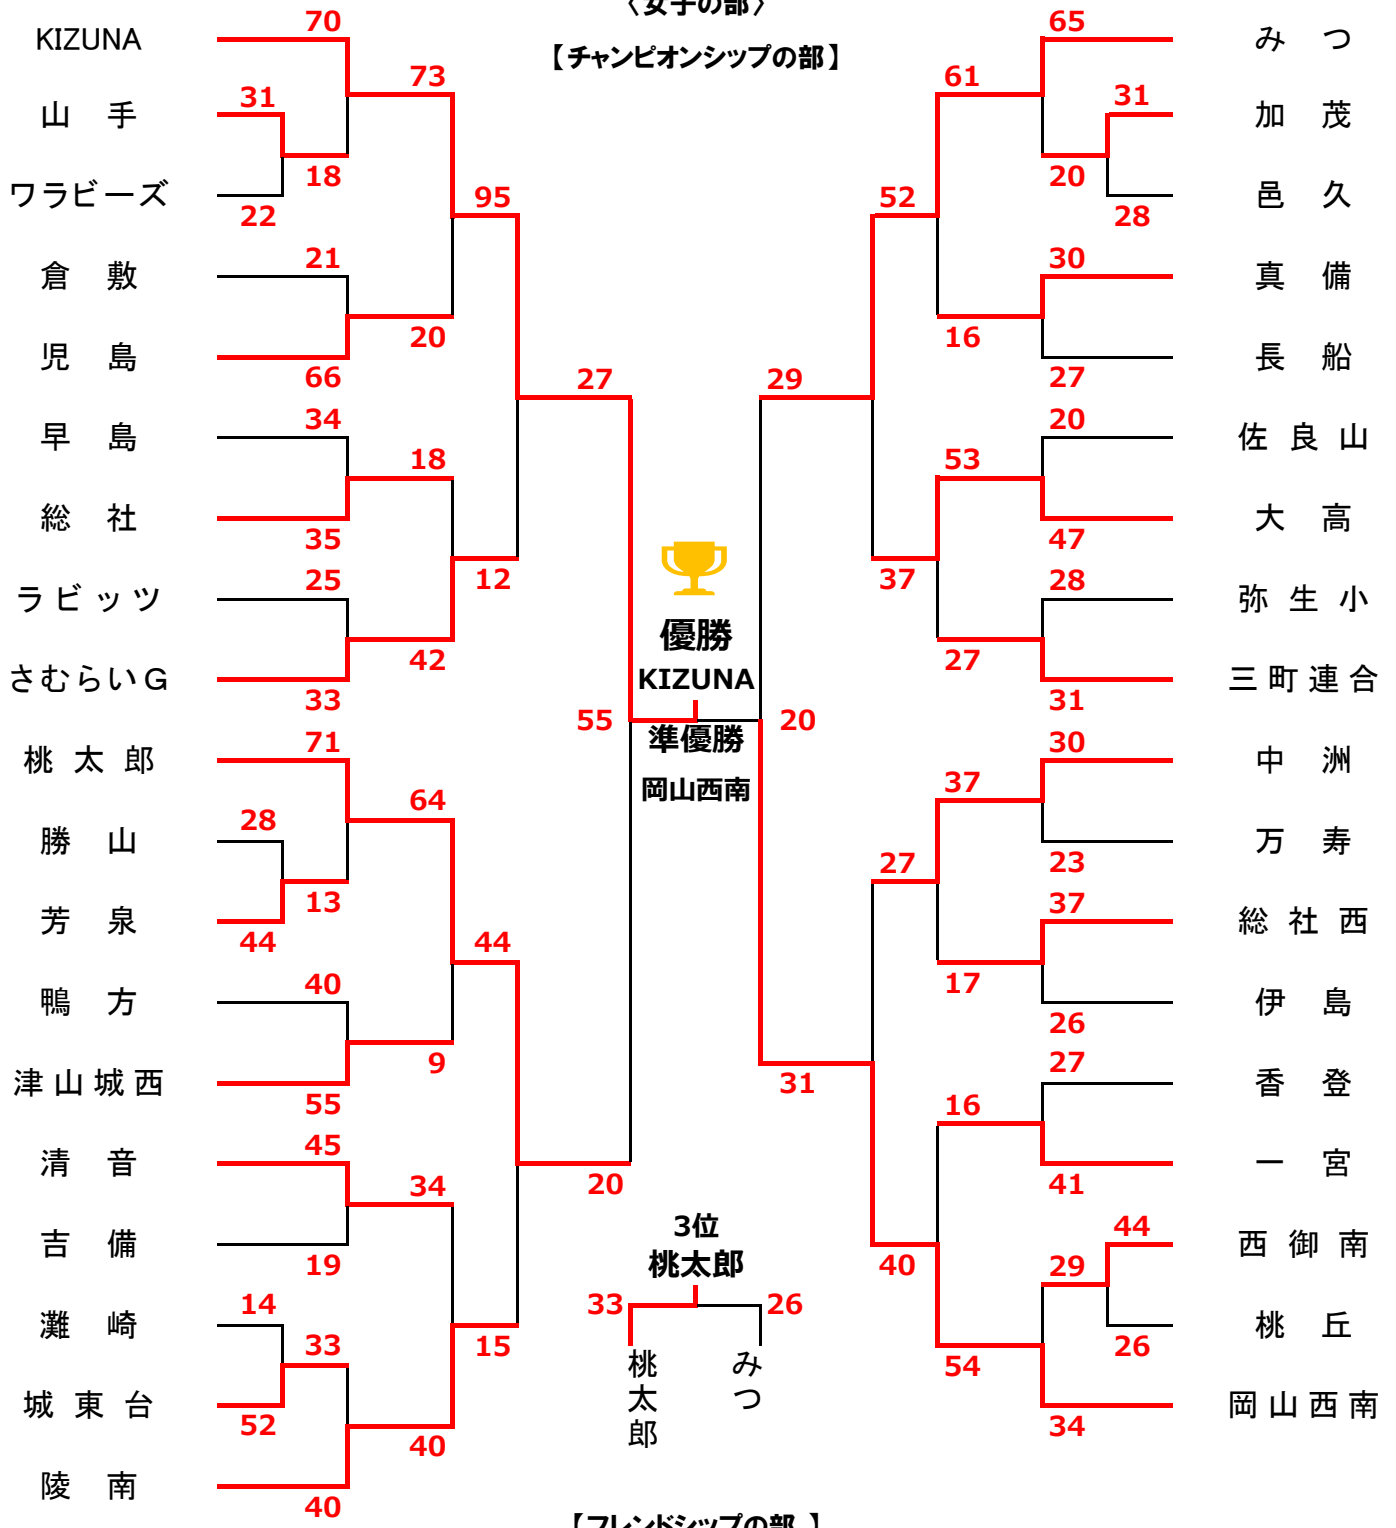 〈女子の部〉
【チャンピオンシップの部】
KIZUNA 70
山 手 31
ワラビーズ 22
18
73
倉 敷 21
児 島 66
20
95
早 島 34
総 社 35
18
ラビッツ 25
さむらいG 33
42
12
27
桃太郎 71
勝 山 28
芳 泉 44
13
64
鴨 方 40
津山城西 55
9
44
清 音 45
吉 備 19
34
灘 崎 14
城東台 52
33
陵 南 40
40
15
20
55
優勝
KIZUNA
準優勝
岡山西南
20
3位
桃太郎
33 26
桃太郎
みつ
65 み つ
31 加 茂
28 邑 久
20
61
30 真 備
27 長 船
16
52
20 佐良山
47 大 高
53
28 弥生小
31 三町連合
27
37
29
30 中 洲
23 万 寿
37
37 総社西
26 伊 島
17
27
27 香 登
41 一 宮
16
44 西御南
26 桃 丘
29
34 岡山西南
54
40
31
【フレンドシップの部 】